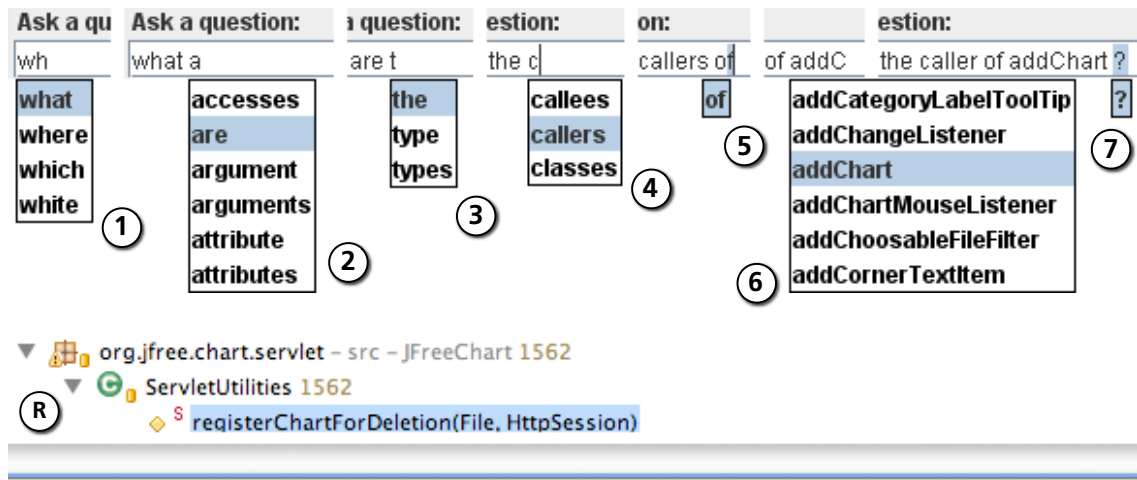 Ask a qu
wh
what
where
which
white
1
Ask a question:
what a
accesses
are
argument
arguments
attribute
attributes
2
a question:
are t
the
type
types
3
estion:
the c
callees
callers
classes
4
on:
callers of
of
5
of addC
addCategoryLabelToolTip
addChangeListener
addChart
addChartMouseListener
addChoosableFileFilter
addCornerTextItem
6
estion:
the caller of addChart ?
?
7
org.jfree.chart.servlet – src – JFreeChart 1562
C ServletUtilities 1562
R
S registerChartForDeletion(File, HttpSession)